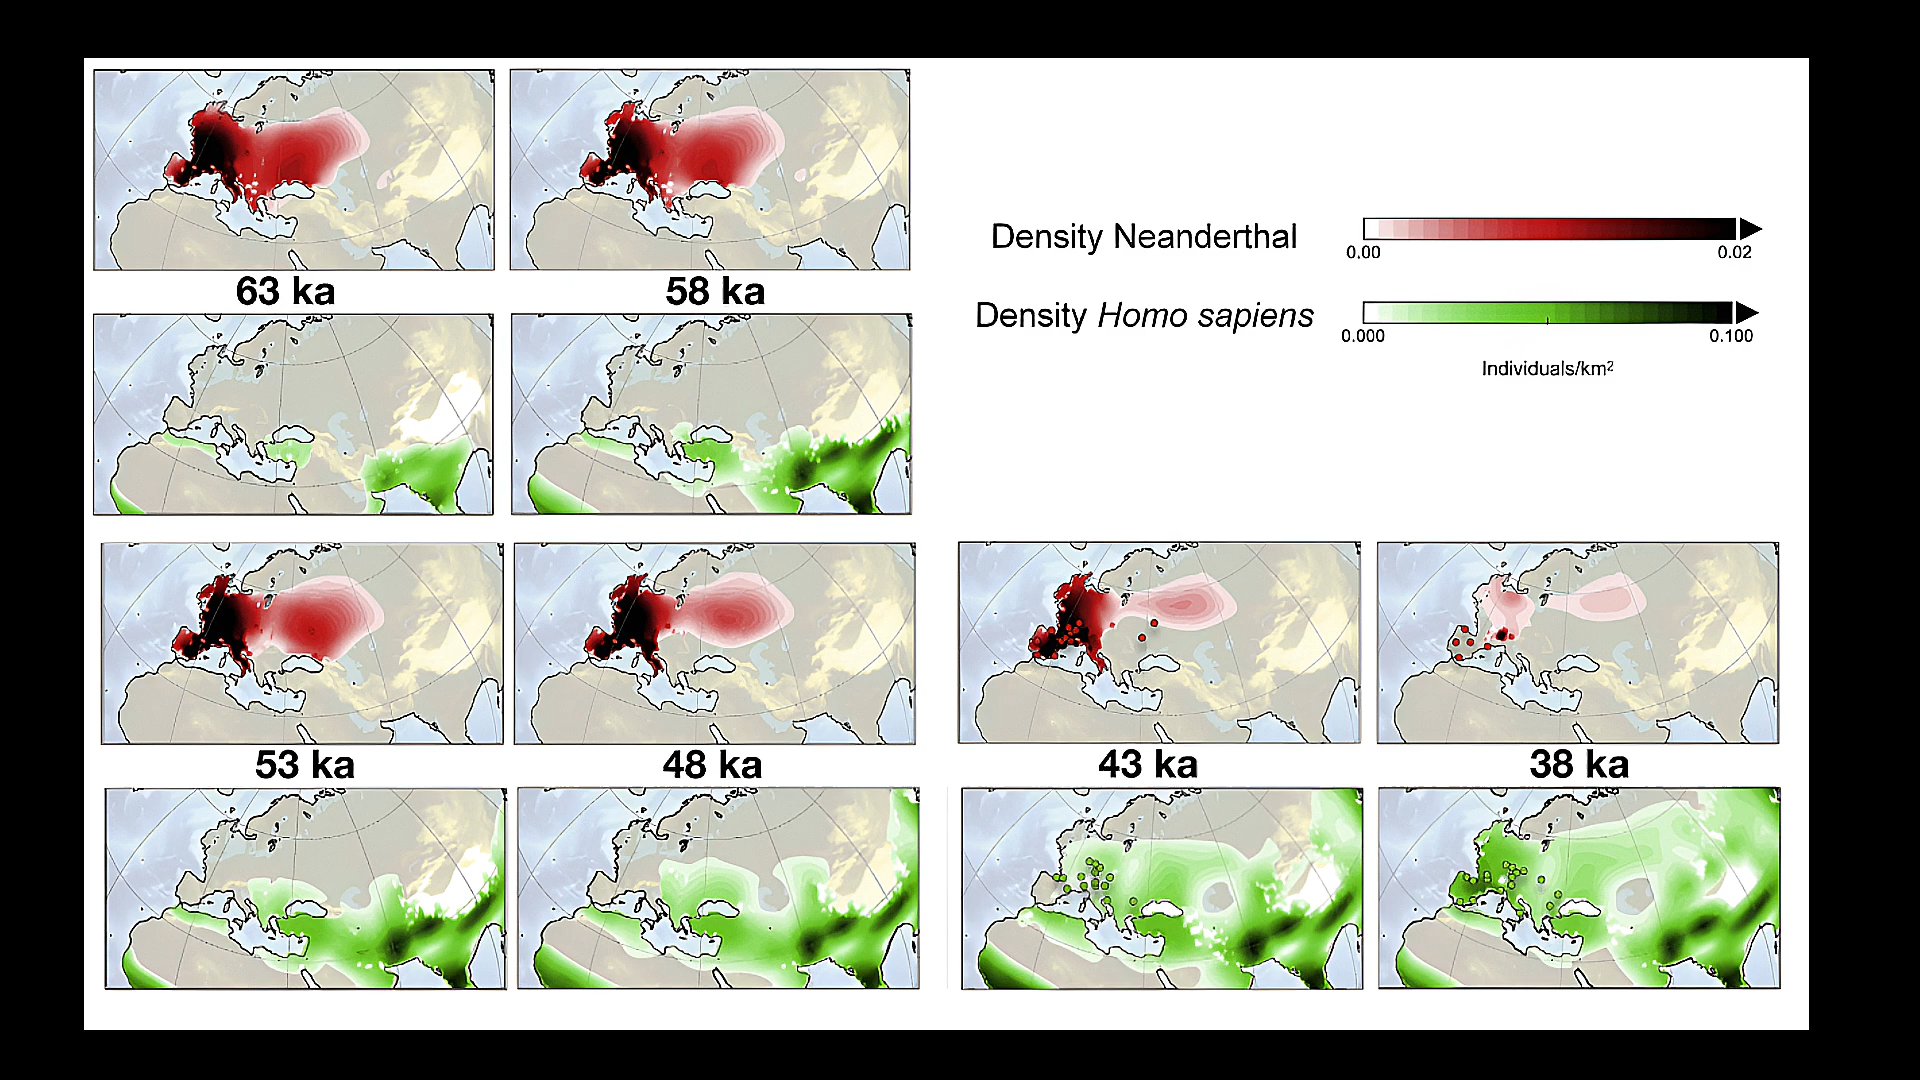 63 ka
58 ka
Density Neanderthal
0.00
0.02
Density Homo sapiens
0.000
0.100
Individuals/km²
53 ka
48 ka
43 ka
38 ka